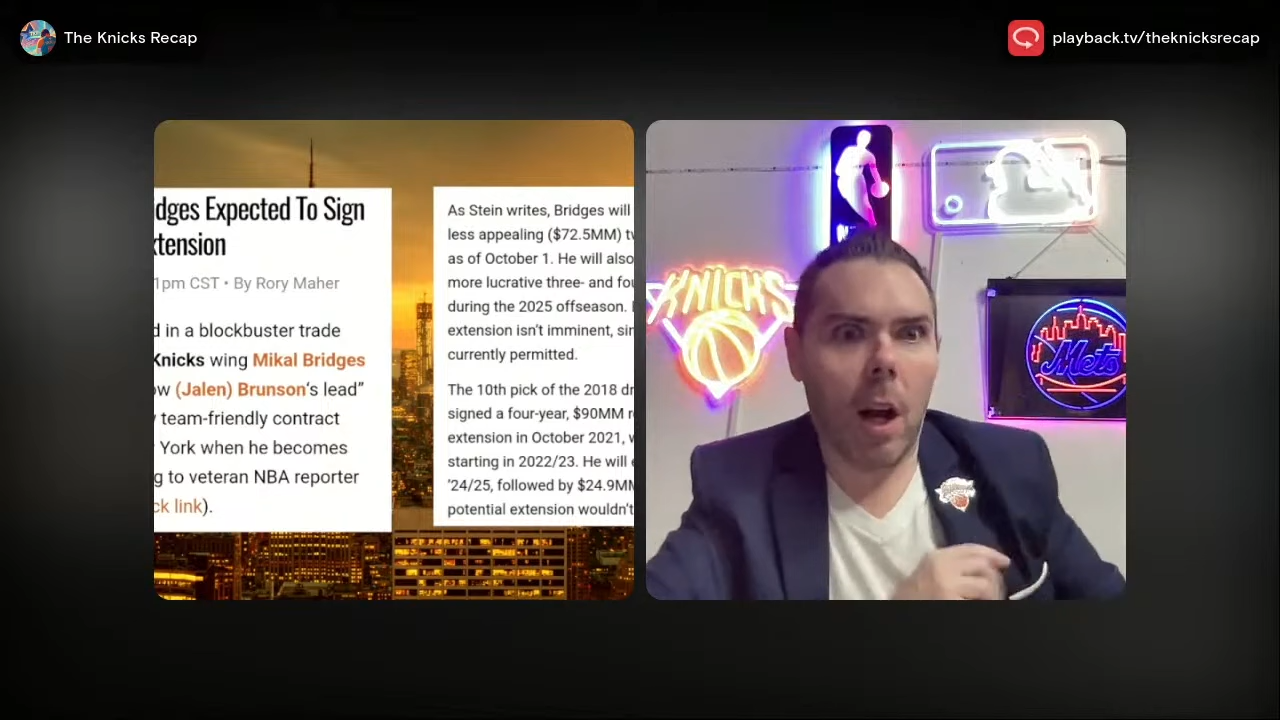 The Knicks Recap
playback.tv/theknicksrecap
dges Expected To Sign
xtension
1pm CST • By Rory Maher
d in a blockbuster trade
Knicks wing Mikal Bridges
ow (Jalen) Brunson's lead”
team-friendly contract
York when he becomes
g to veteran NBA reporter
ck link).
As Stein writes, Bridges will
less appealing ($72.5MM) tw
as of October 1. He will also
more lucrative three- and fou
during the 2025 offseason.
extension isn't imminent, sin
currently permitted.
The 10th pick of the 2018 dr
signed a four-year, $90MM r
extension in October 2021, w
starting in 2022/23. He will e
'24/25, followed by $24.9MM
potential extension wouldn't
KNICKS
Mets